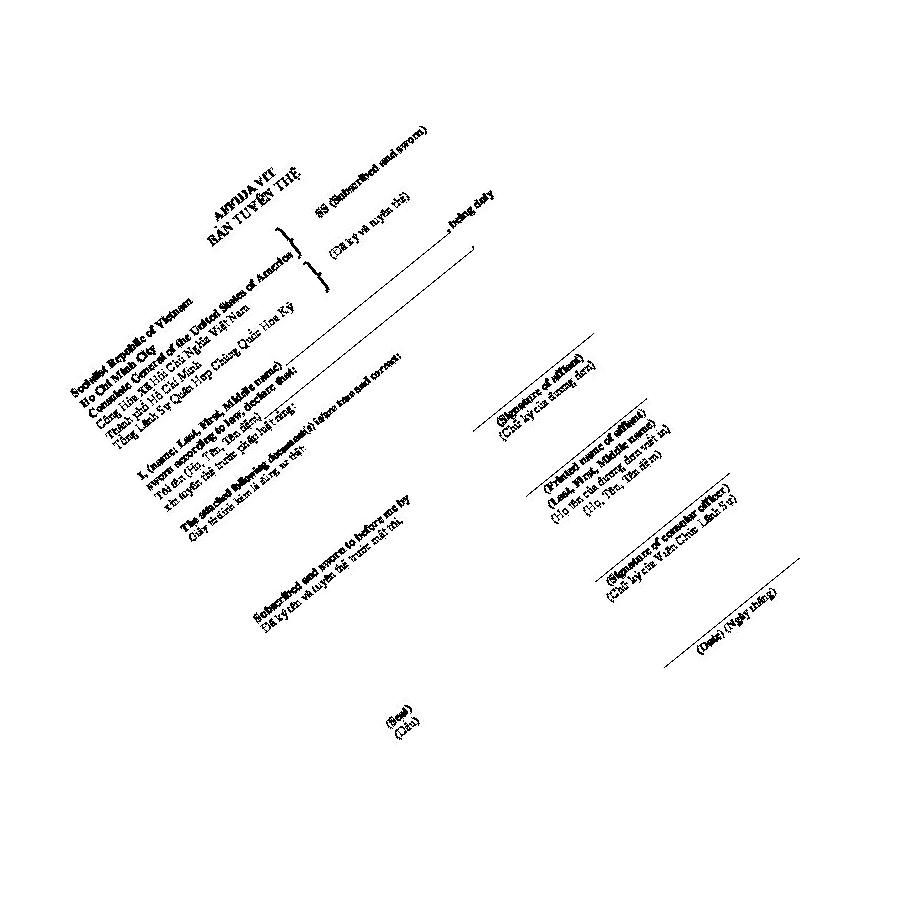 AFFIDAVIT
BẢN TUYÊN THỆ
Socialist Republic of Vietnam
Ho Chi Minh City
Consulate General of the United States of America
SS (Subscribed and sworn)
Cộng Hòa Xã Hội Chủ Nghĩa Việt Nam
Thành phố Hồ Chí Minh
Tổng Lãnh Sự Quán Hợp Chủng Quốc Hoa Kỳ
(Đã ký và tuyên thệ)
I, (name: Last, First, Middle name) , being duly
sworn according to law, declare that:
Tôi tên (Họ, Tên, Tên đệm) ,
xin tuyên thệ trước pháp luật rằng:
The attached following document(s) is/are true and correct:
Giấy tờ đính kèm là đúng sự thật:
(Signature of affiant)
(Chữ ký của đương đơn)
(Printed name of affiant)
(Last, First, Middle name)
(Họ tên của đương đơn viết in)
(Họ, Tên, Tên đệm)
Subscribed and sworn to before me by
Đã ký tên và tuyên thệ trước mặt tôi,
(Signature of consular officer)
(Chữ ký của Viên Chức Lãnh Sự)
(Date) (Ngày tháng)
(Seal)
(Dấu)